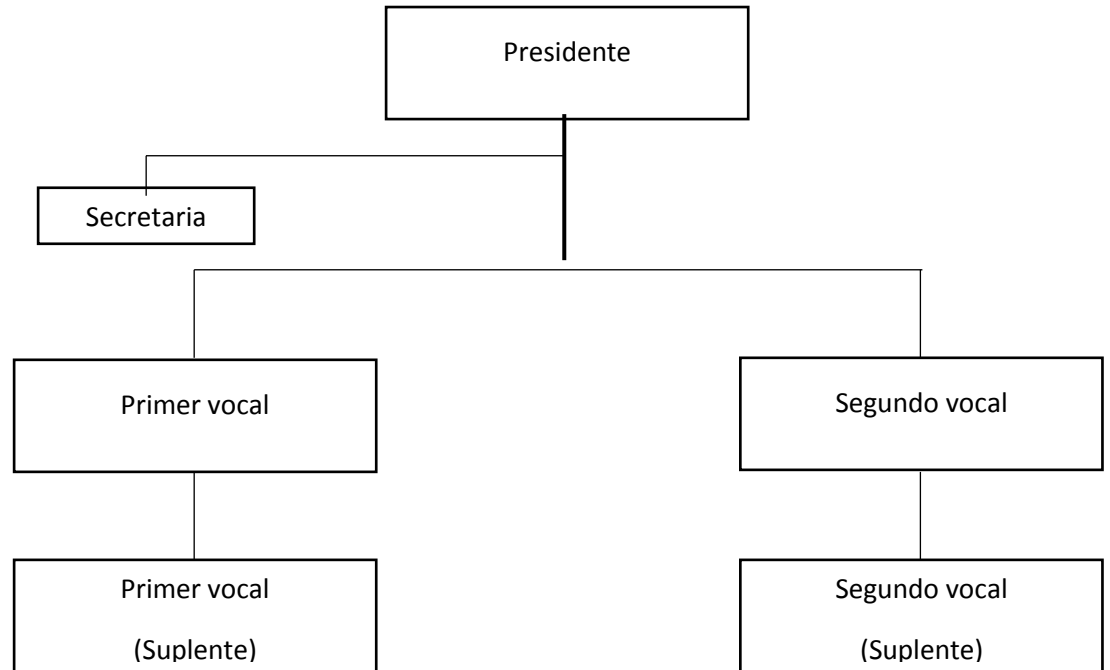 Presidente
Secretaria
Primer vocal
Segundo vocal
Primer vocal
(Suplente)
Segundo vocal
(Suplente)